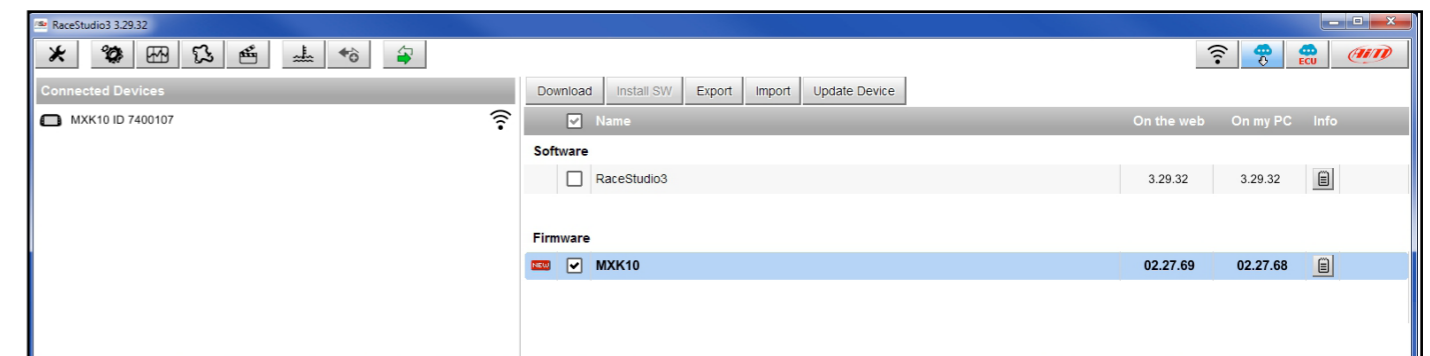 RaceStudio3 3.29.32
ECU AiM
Connected Devices
Download Install SW Export Import Update Device
MXK10 ID 7400107
Name On the web On my PC Info
Software
RaceStudio3 3.29.32 3.29.32
Firmware
NEW MXK10 02.27.69 02.27.68